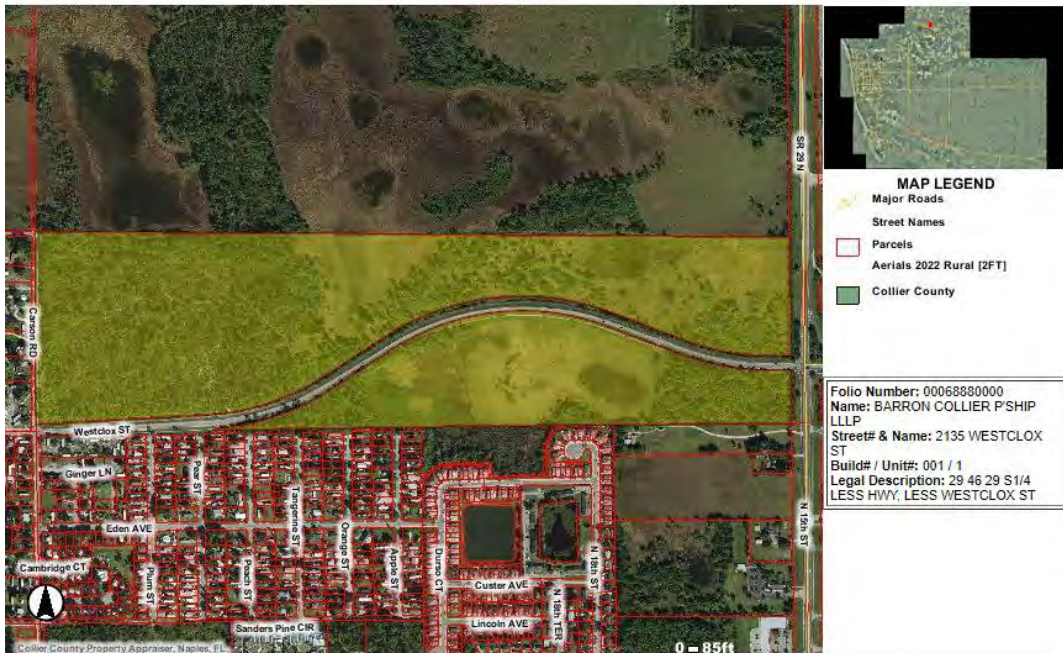 SR 29 N
Carson RD
Westclox ST
Ginger LN
Pear ST
Tangerine ST
Orange ST
Eden AVE
Apple ST
Durso CT
N 18th ST
N 15th ST
Cambridge CT
Plum ST
Peach ST
Custer AVE
N 18th TER
Lincoln AVE
Sanders Pine CIR
0 - 85ft
Collier County Property Appraiser, Naples, FL
MAP LEGEND
Major Roads
Street Names
Parcels
Aerials 2022 Rural [2FT]
Collier County
Folio Number: 00068880000
Name: BARRON COLLIER P'SHIP
LLLP
Street# & Name: 2135 WESTCLOX
ST
Build# / Unit#: 001 / 1
Legal Description: 29 46 29 S1/4
LESS HWY, LESS WESTCLOX ST